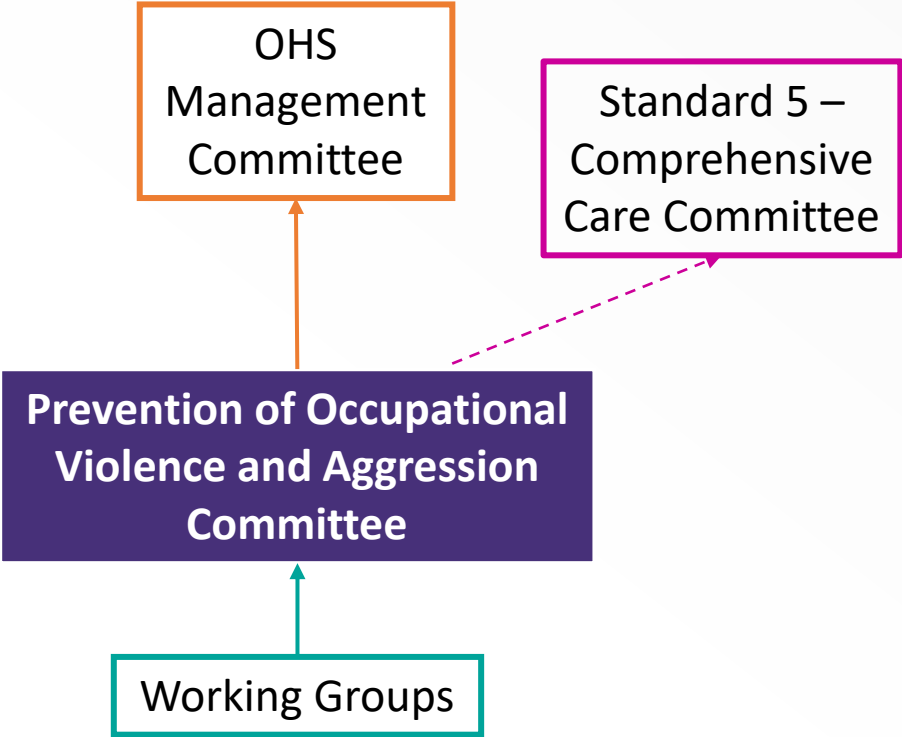 OHS
Management
Committee
Standard 5 –
Comprehensive
Care Committee
Prevention of Occupational
Violence and Aggression
Committee
Working Groups